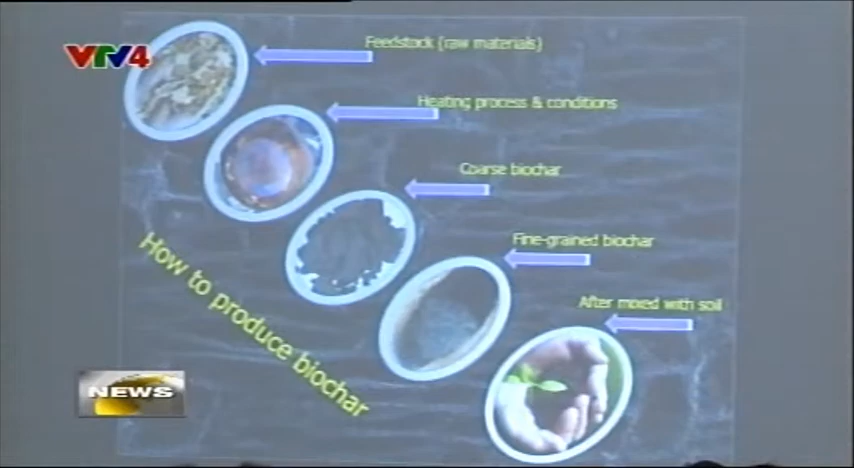 VTV4
Feedstock (raw materials)
Heating process & conditions
Coarse biochar
Fine-grained biochar
After mixed with soil
How to produce biochar
NEWS